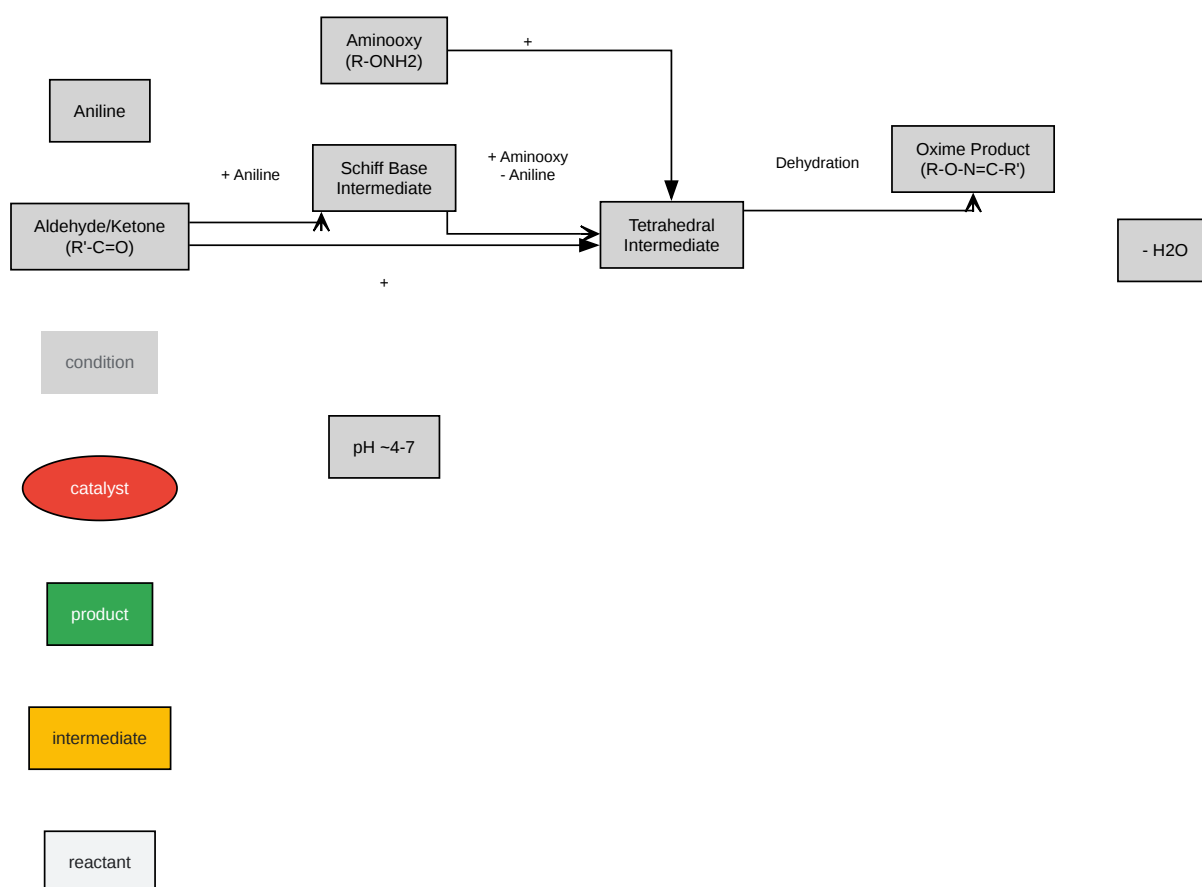 Aminooxy
(R-ONH2)
+
Aniline
+ Aniline
Schiff Base
Intermediate
+ Aminooxy
- Aniline
Dehydration
Oxime Product
(R-O-N=C-R')
Aldehyde/Ketone
(R'-C=O)
Tetrahedral
Intermediate
- H2O
+
condition
pH ~4-7
catalyst
product
intermediate
reactant